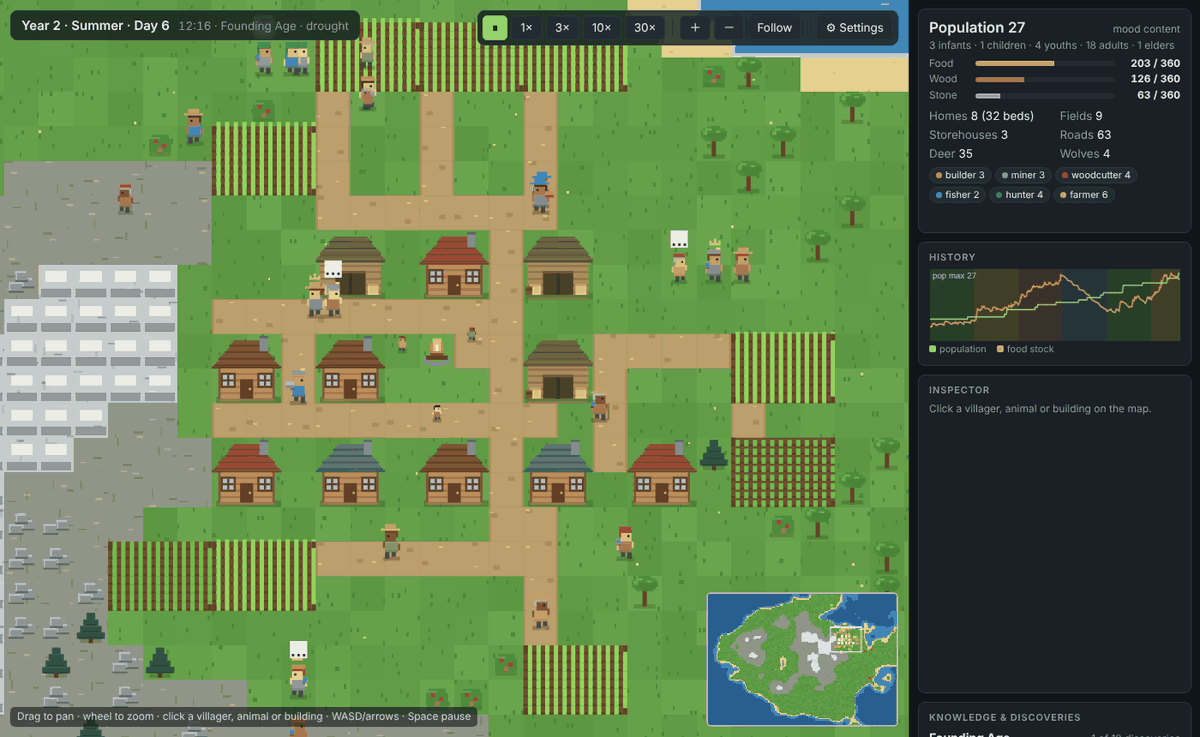 Year 2 · Summer · Day 6 12:16 · Founding Age · drought
1× 3× 10× 30× + − Follow ⚙ Settings
Population 27 mood content
3 infants · 1 children · 4 youths · 18 adults · 1 elders
Food 203 / 360
Wood 126 / 360
Stone 63 / 360
Homes 8 (32 beds) Fields 9
Storehouses 3 Roads 63
Deer 35 Wolves 4
builder 3 miner 3 woodcutter 4
fisher 2 hunter 4 farmer 6
HISTORY
pop max 27
population food stock
INSPECTOR
Click a villager, animal or building on the map.
KNOWLEDGE & DISCOVERIES
Founding Age
Drag to pan · wheel to zoom · click a villager, animal or building · WASD/arrows · Space pause